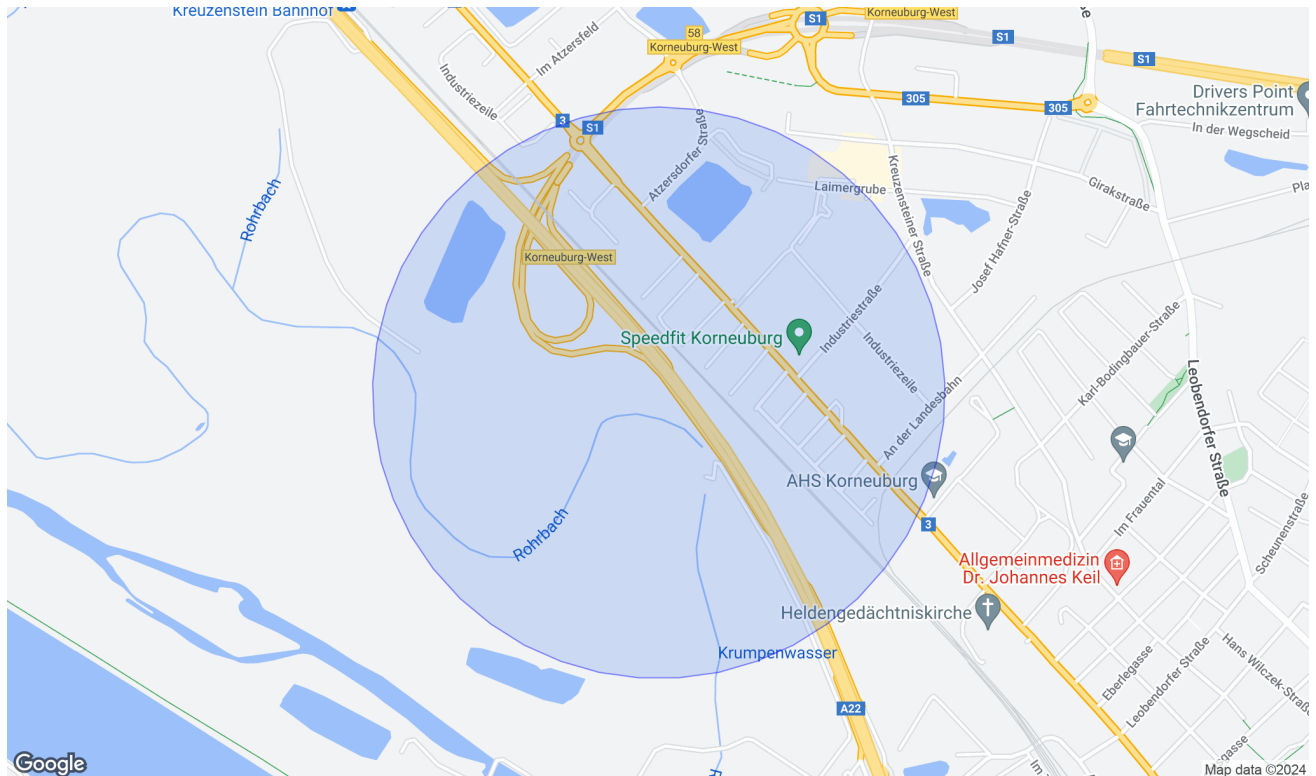 Kreuzenstein Bahnhof
Korneuburg-West
S1
58
Korneuburg-West
S1
S1
Im Atzersfeld
Industriezeile
305
305
Drivers Point
Fahrtechnikzentrum
In der Wegscheid
3
S1
Atzersdorfer Straße
Laimergrube
Kreuzensteiner Straße
Girakstraße
Rohrbach
Josef Hafner-Straße
Korneuburg-West
Speedfit Korneuburg
Industriestraße
Industriezeile
Karl-Bodingbauer-Straße
Leobendorfer Straße
An der Landesbahn
AHS Korneuburg
3
Im Frauental
Rohrbach
Scheunenstraße
Allgemeinmedizin
Dr. Johannes Keil
Heldengedächtniskirche
Krumpenwasser
Hans Wilczek-Straße
Eberlegasse
Leobendorfer Straße
A22
Google
Map data ©2024